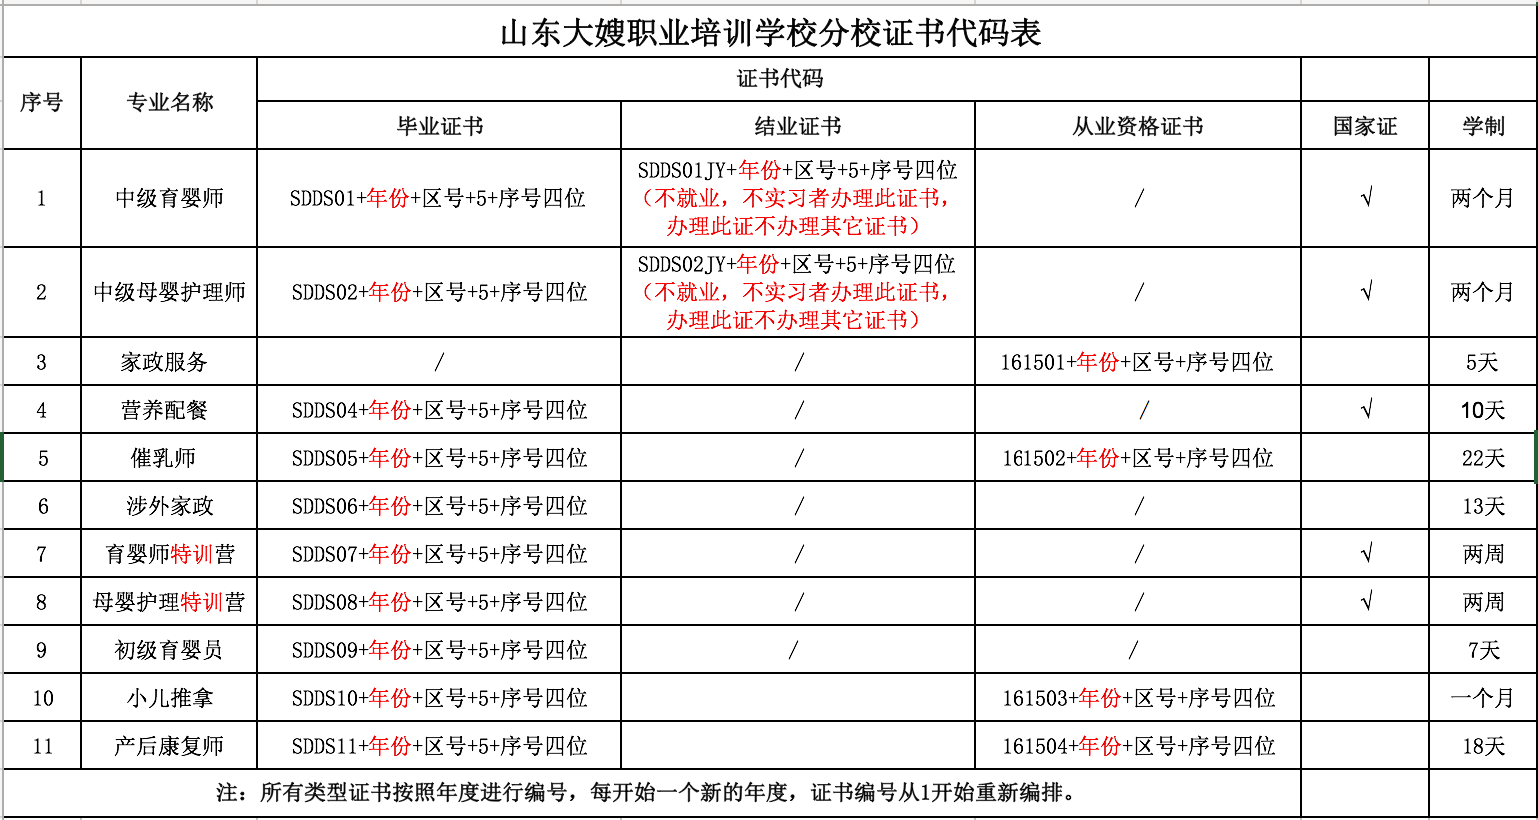 山东大嫂职业培训学校分校证书代码表
序号 专业名称 证书代码
毕业证书 结业证书 从业资格证书 国家证 学制
1 中级育婴师 SDDS01+年份+区号+5+序号四位 SDDS01JY+年份+区号+5+序号四位 / √ 两个月
（不就业，不实习者办理此证书，
办理此证不办理其它证书）
2 中级母婴护理师 SDDS02+年份+区号+5+序号四位 SDDS02JY+年份+区号+5+序号四位 / √ 两个月
（不就业，不实习者办理此证书，
办理此证不办理其它证书）
3 家政服务 / / 161501+年份+区号+序号四位 5天
4 营养配餐 SDDS04+年份+区号+5+序号四位 / / √ 10天
5 催乳师 SDDS05+年份+区号+5+序号四位 / 161502+年份+区号+序号四位 22天
6 涉外家政 SDDS06+年份+区号+5+序号四位 / / 13天
7 育婴师特训营 SDDS07+年份+区号+5+序号四位 / / √ 两周
8 母婴护理特训营 SDDS08+年份+区号+5+序号四位 / / √ 两周
9 初级育婴员 SDDS09+年份+区号+5+序号四位 / / 7天
10 小儿推拿 SDDS10+年份+区号+5+序号四位 161503+年份+区号+序号四位 一个月
11 产后康复师 SDDS11+年份+区号+5+序号四位 161504+年份+区号+序号四位 18天
注：所有类型证书按照年度进行编号，每开始一个新的年度，证书编号从1开始重新编排。